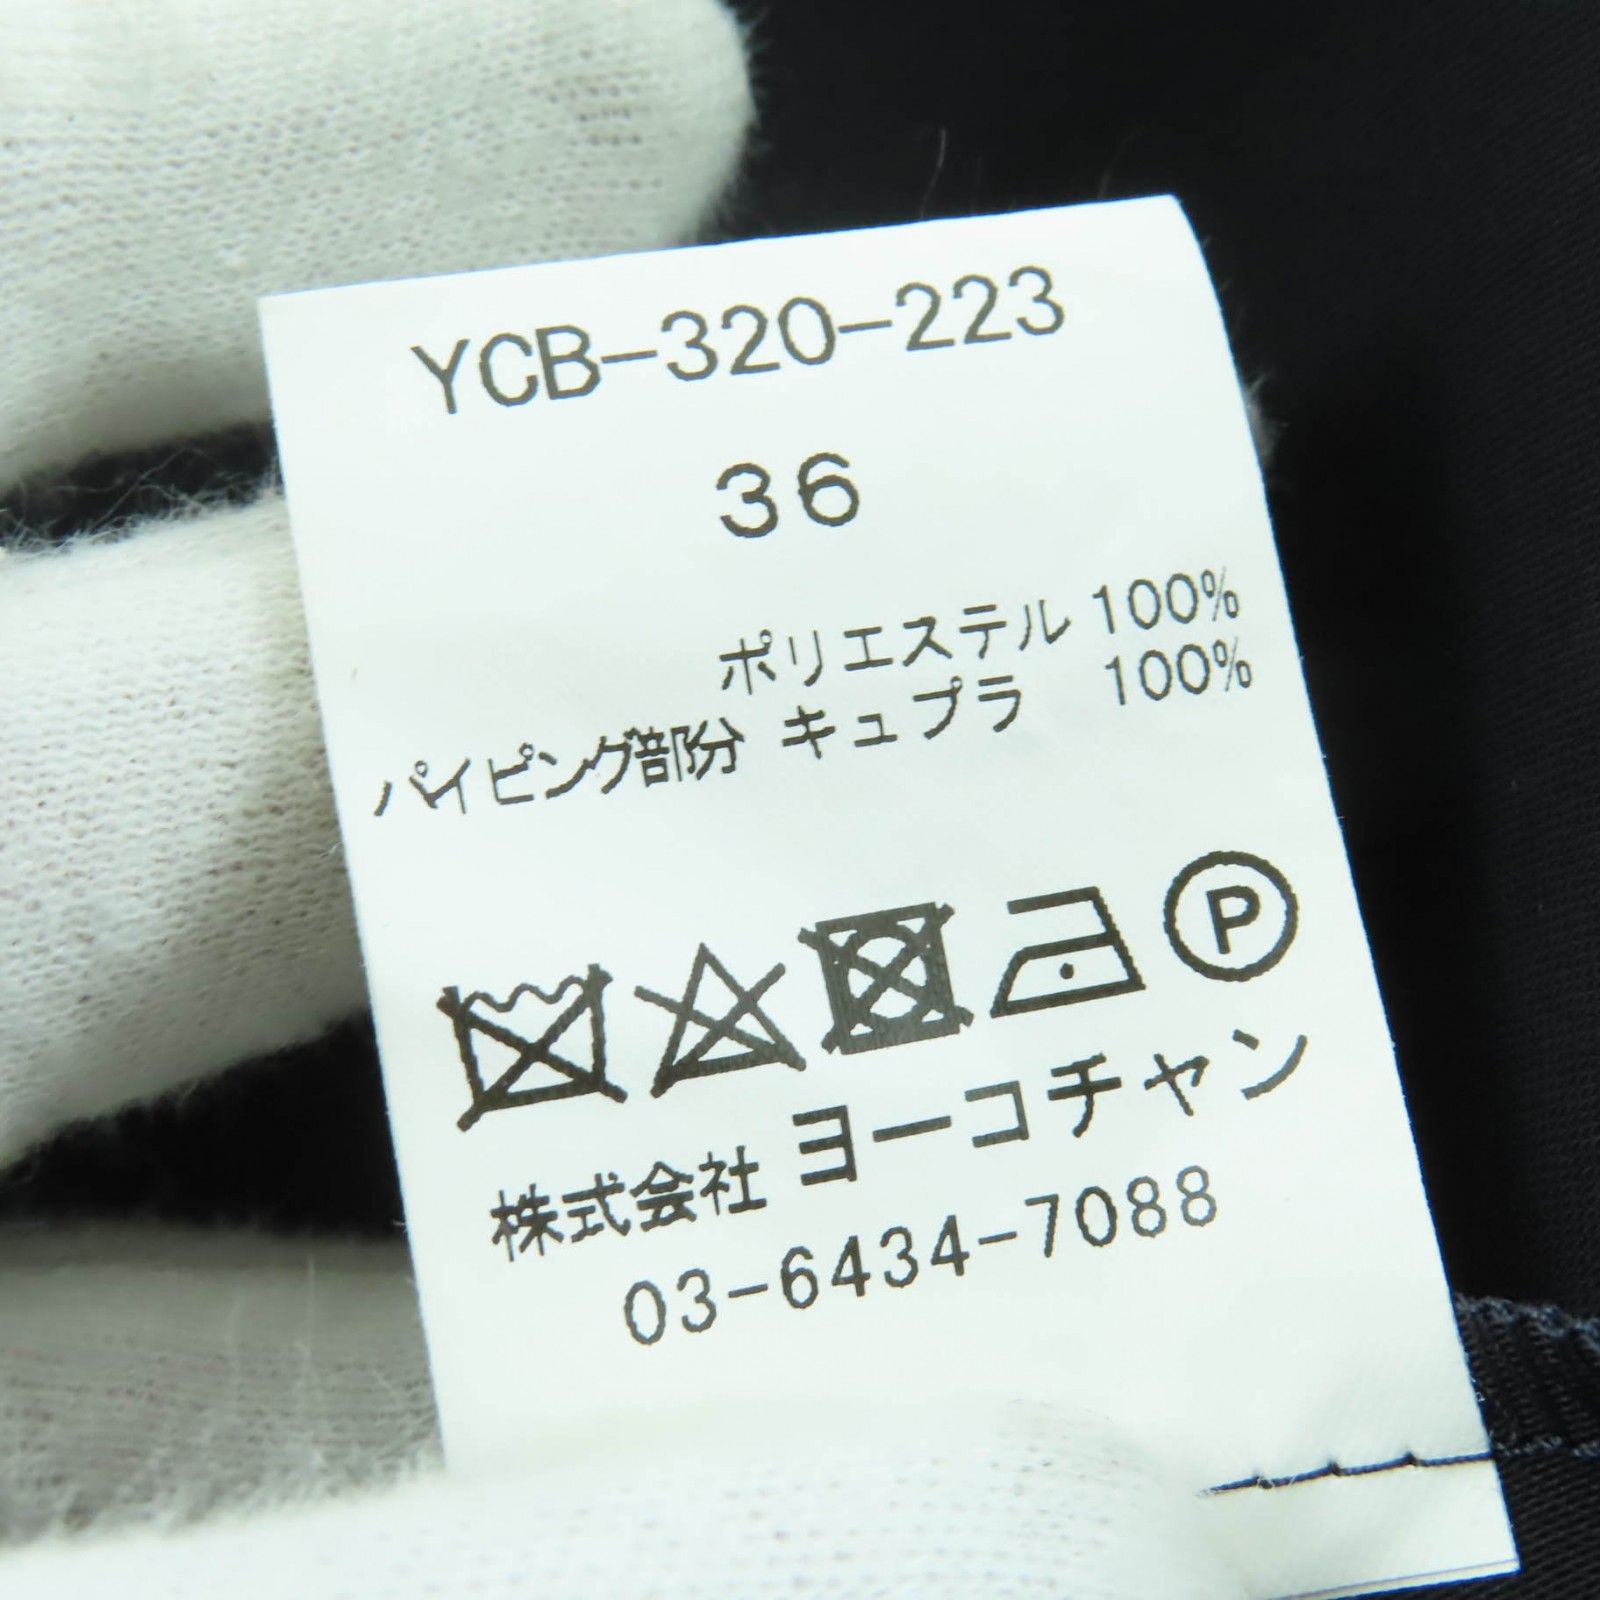 YCB-320-223
36
ポリエステル 100%
パイピング部分 キュプラ 100%
P
株式会社 ヨーコチャン
03-6434-7088